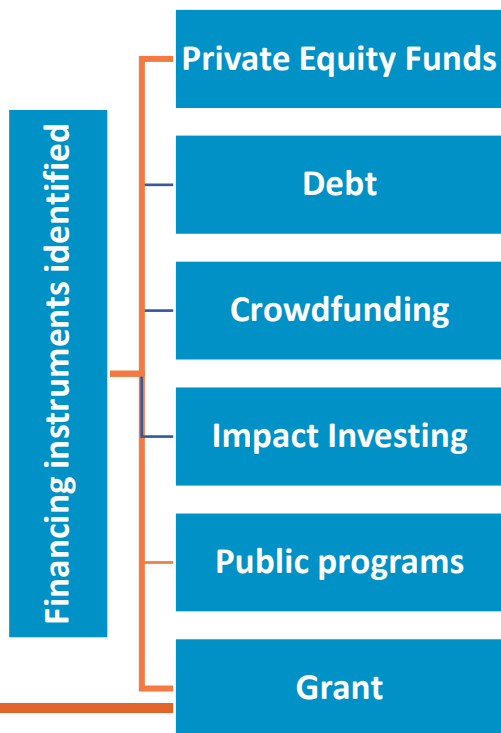 Financing instruments identified
Private Equity Funds
Debt
Crowdfunding
Impact Investing
Public programs
Grant